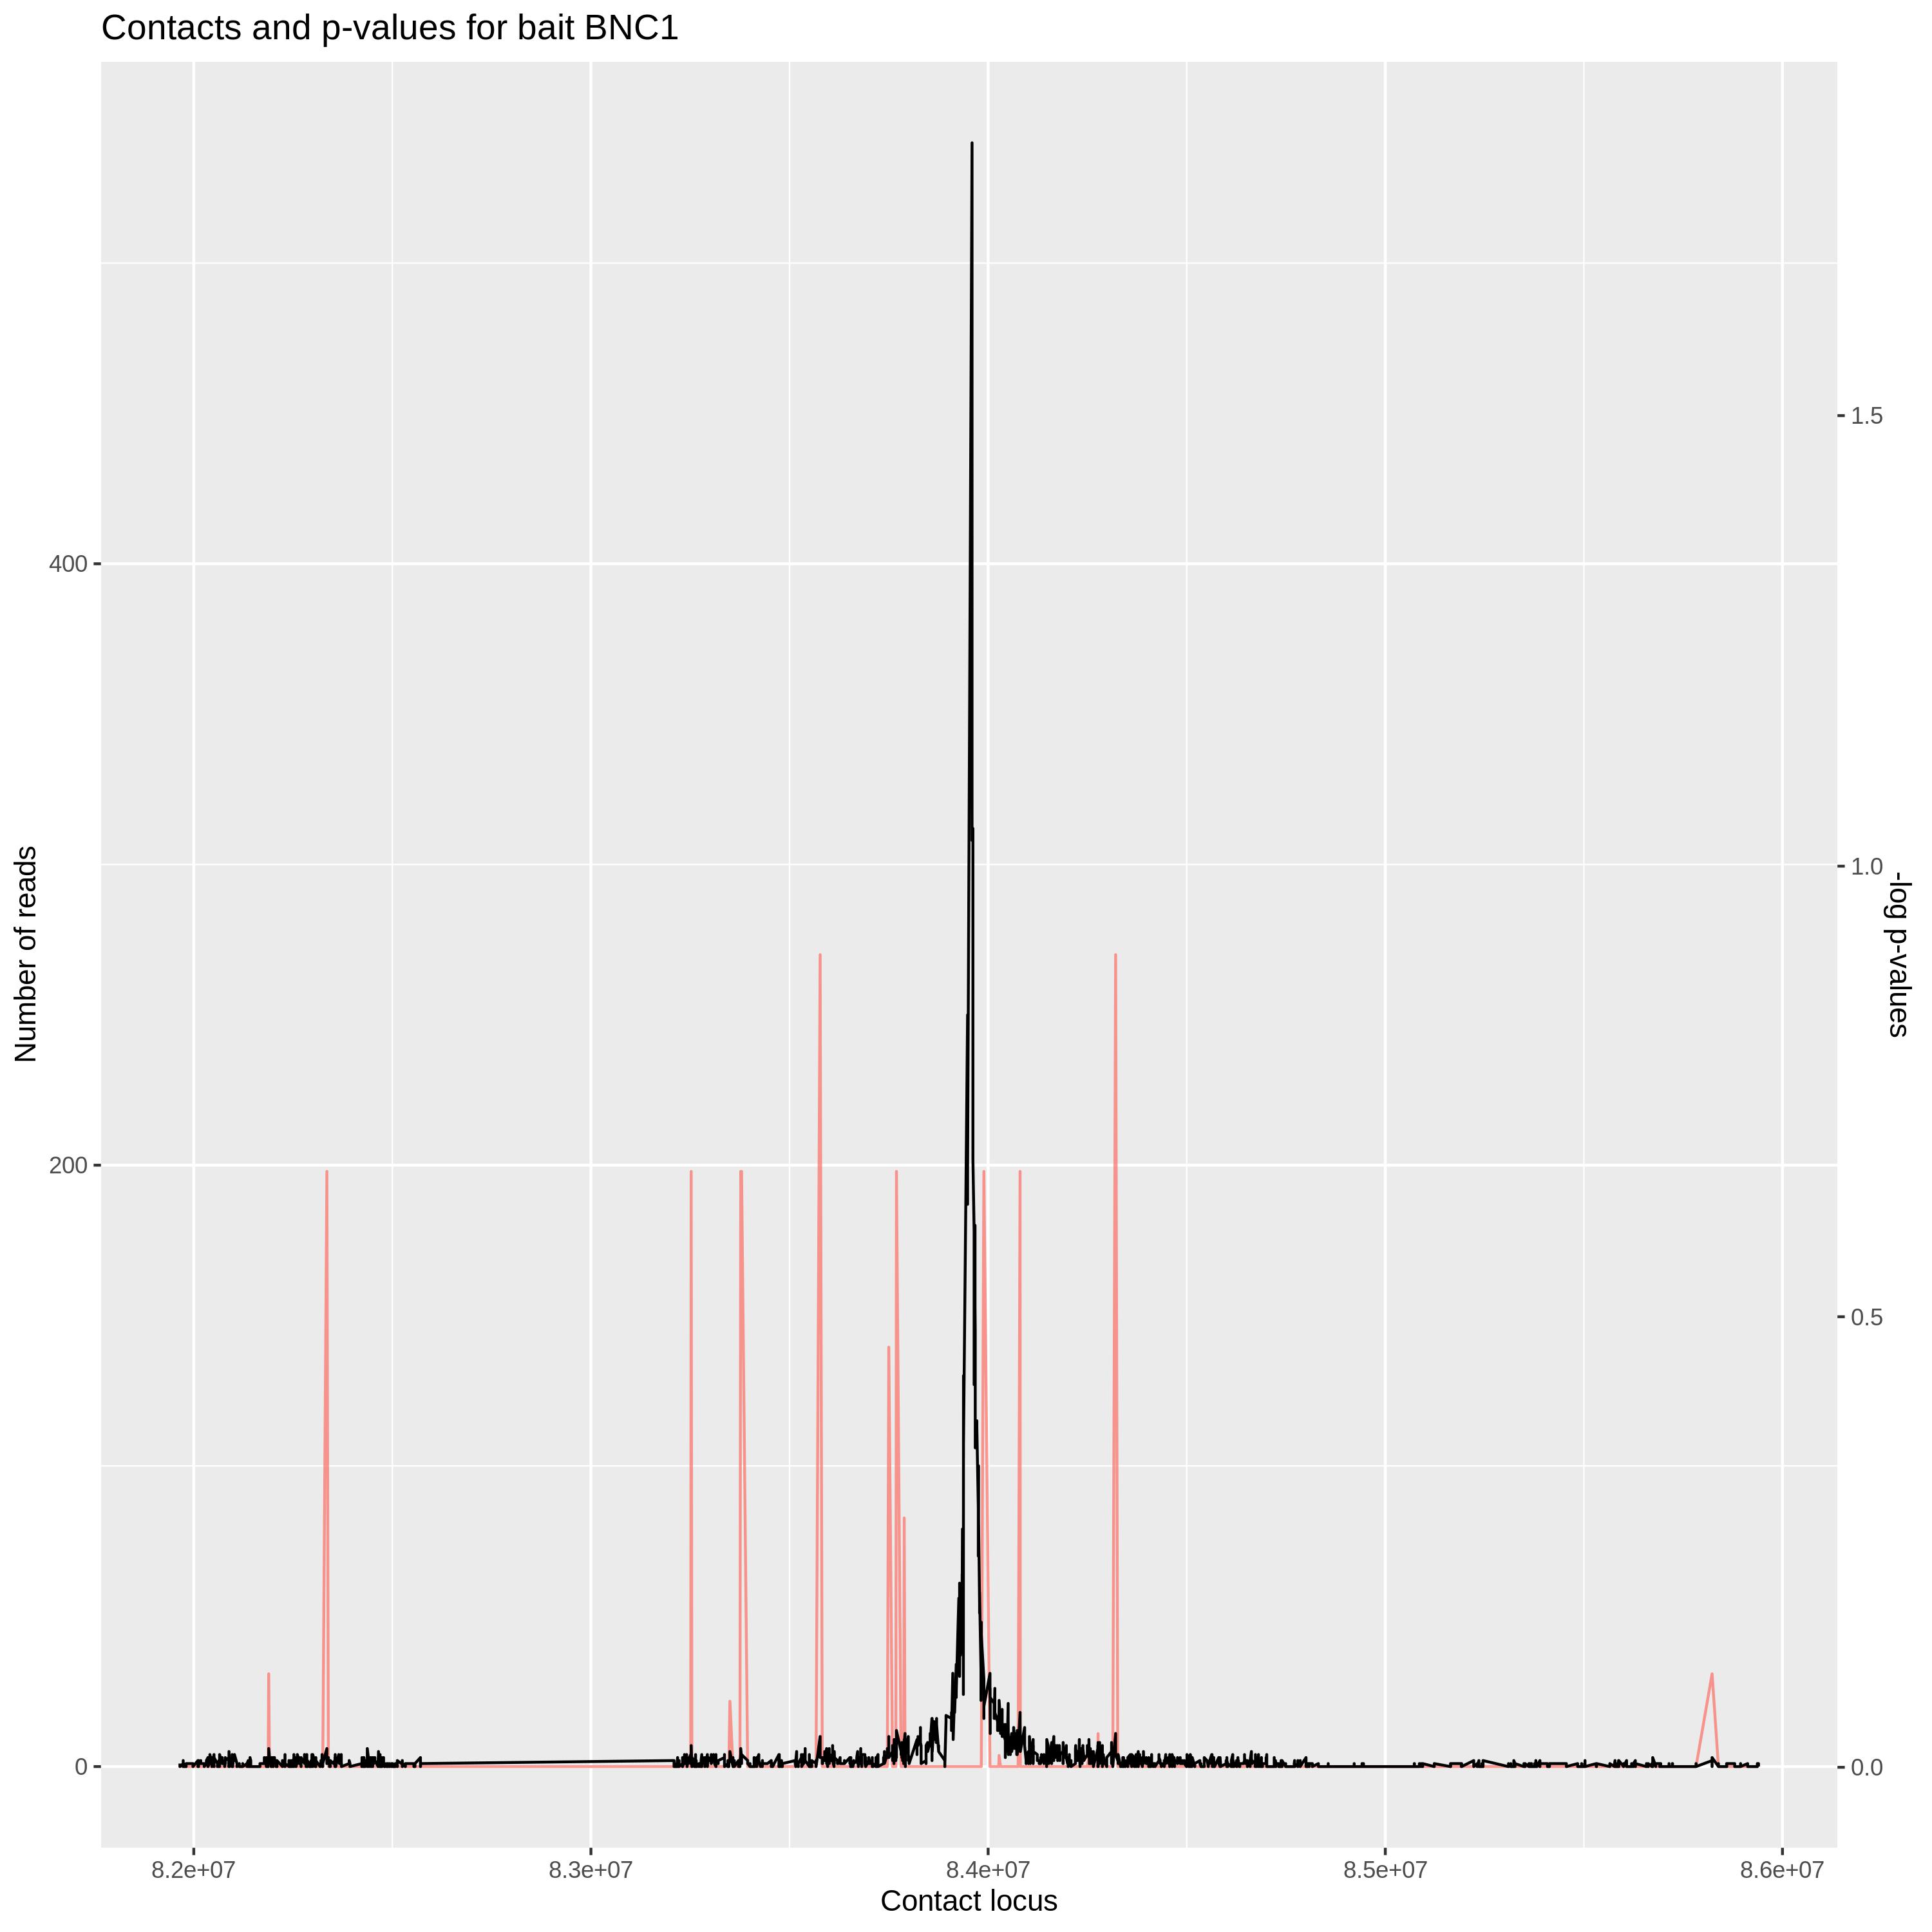 Contacts and p-values for bait BNC1
Number of reads
400
200
0
1.5
1.0
0.5
0.0
-log p-values
8.2e+07
8.3e+07
8.4e+07
8.5e+07
8.6e+07
Contact locus